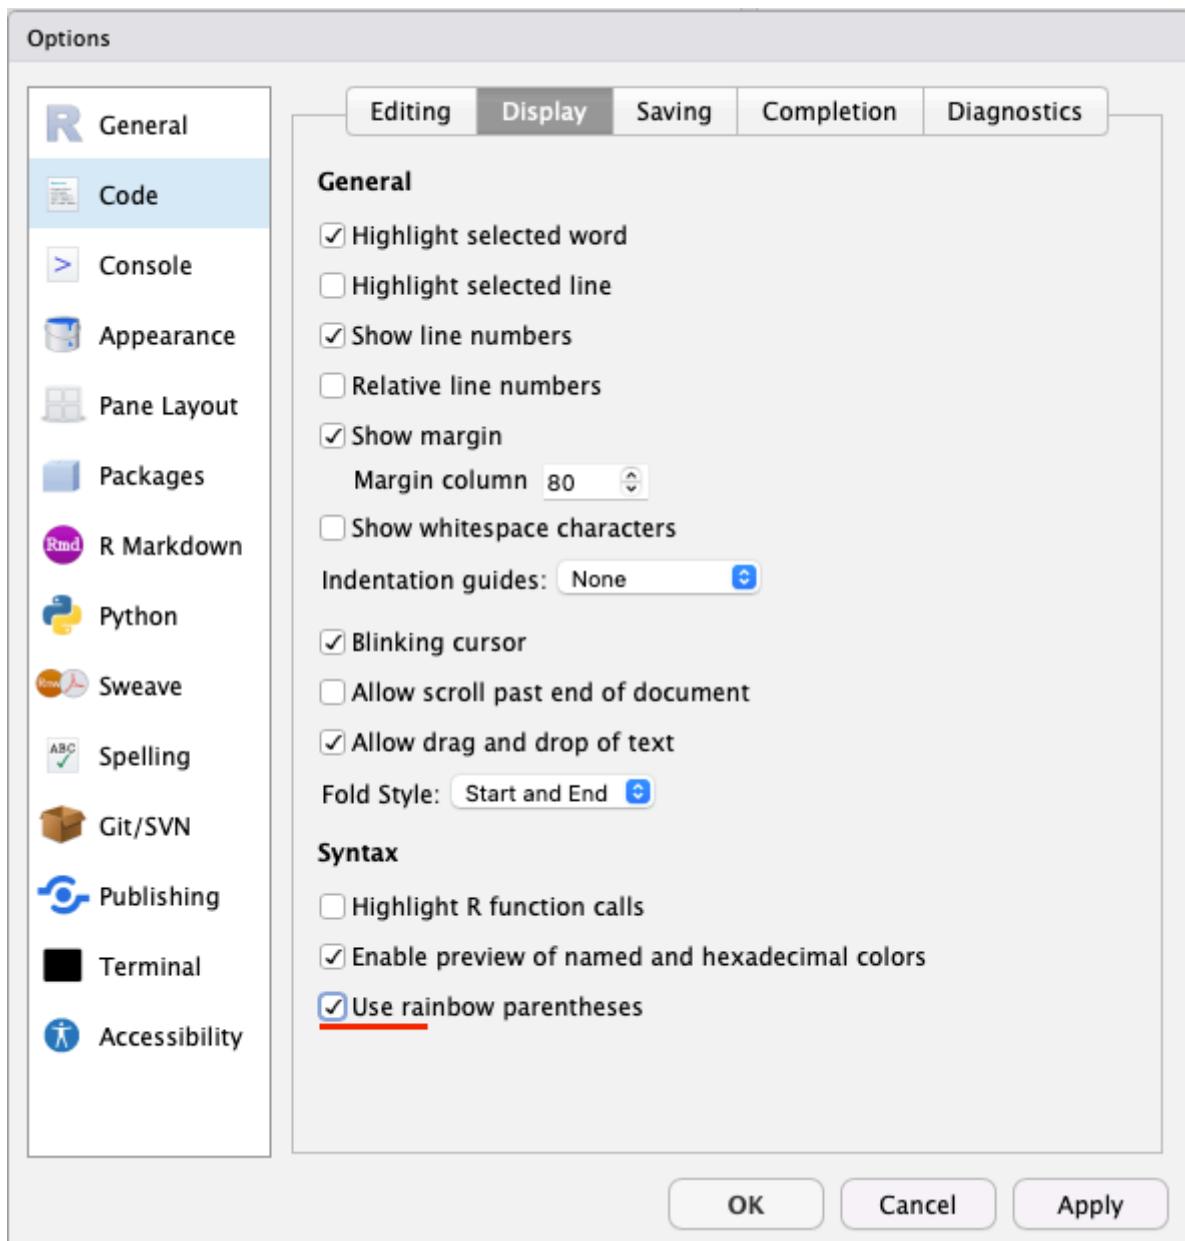 Options
General
Code
Console
Appearance
Pane Layout
Packages
Rmd R Markdown
Python
Rnw Sweave
ABC Spelling
Git/SVN
Publishing
Terminal
Accessibility
Editing Display Saving Completion Diagnostics
General
Highlight selected word
Highlight selected line
Show line numbers
Relative line numbers
Show margin
Margin column 80
Show whitespace characters
Indentation guides: None
Blinking cursor
Allow scroll past end of document
Allow drag and drop of text
Fold Style: Start and End
Syntax
Highlight R function calls
Enable preview of named and hexadecimal colors
Use rainbow parentheses
OK Cancel Apply